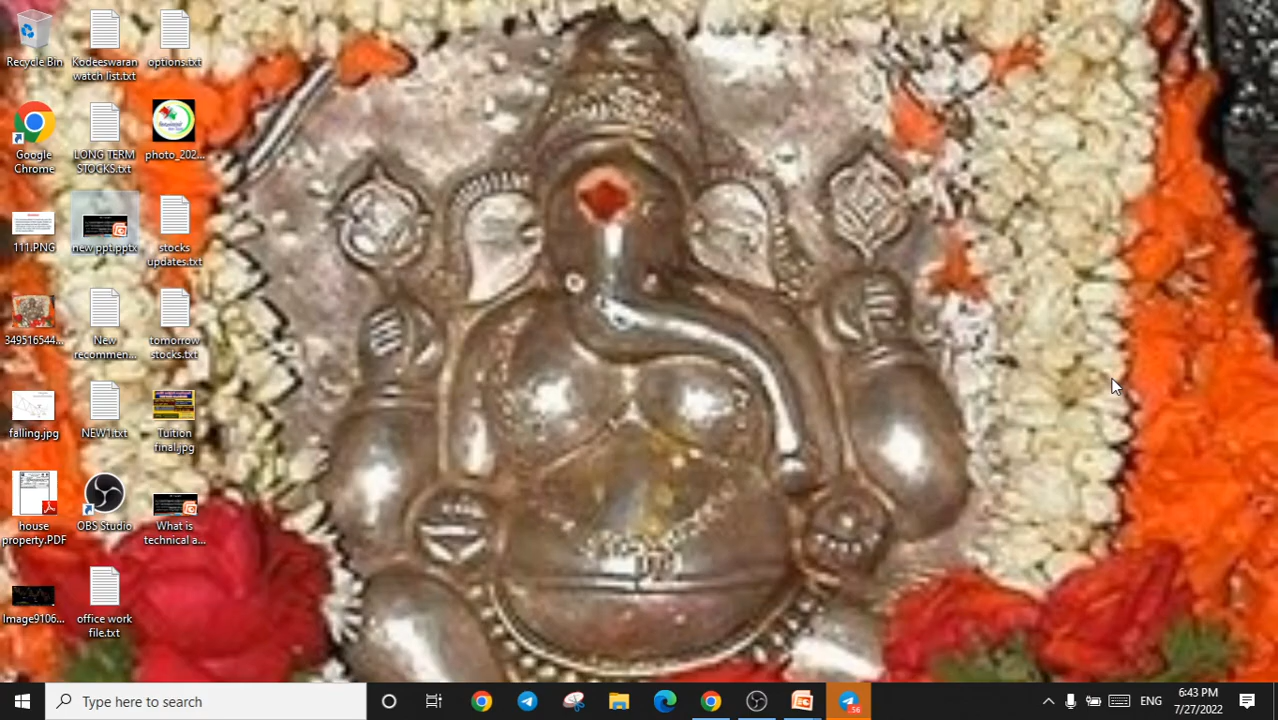 Recycle Bin
Kodeeswaran
watch list.txt
options.txt
Google
Chrome
LONG TERM
STOCKS.txt
photo_202...
111.PNG
new ppt.pptx
stocks
updates.txt
349516544...
New
recommen...
tomorrow
stocks.txt
falling.jpg
NEW1.txt
Tuition
final.jpg
house
property.PDF
OBS Studio
What is
technical a...
Image9106...
office work
file.txt
Type here to search
56
ENG
6:43 PM
7/27/2022